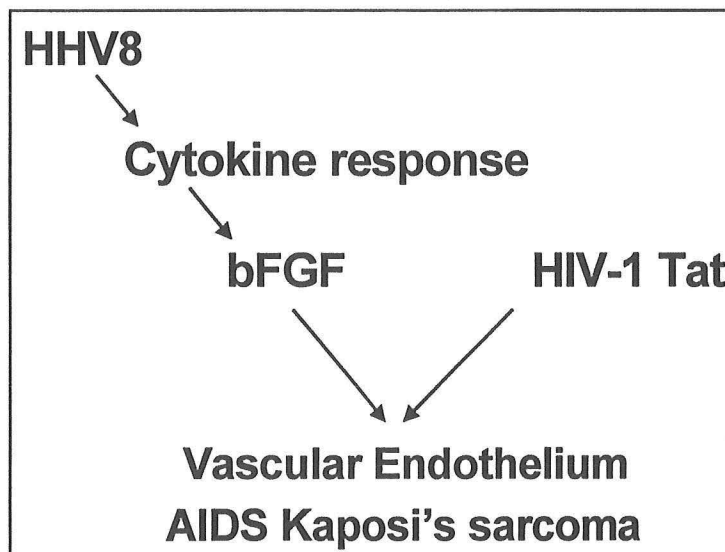 HHV8
Cytokine response
bFGF HIV-1 Tat
Vascular Endothelium
AIDS Kaposi's sarcoma